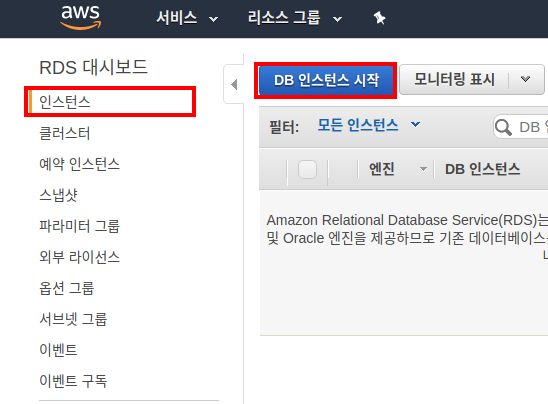 aws 서비스 리소스 그룹
RDS 대시보드
인스턴스
클러스터
예약 인스턴스
스냅샷
파라미터 그룹
외부 라이선스
옵션 그룹
서브넷 그룹
이벤트
이벤트 구독
DB 인스턴스 시작 모니터링 표시
필터: 모든 인스턴스 DB
엔진 DB 인스턴스
Amazon Relational Database Service(RDS)는
및 Oracle 엔진을 제공하므로 기존 데이터베이스